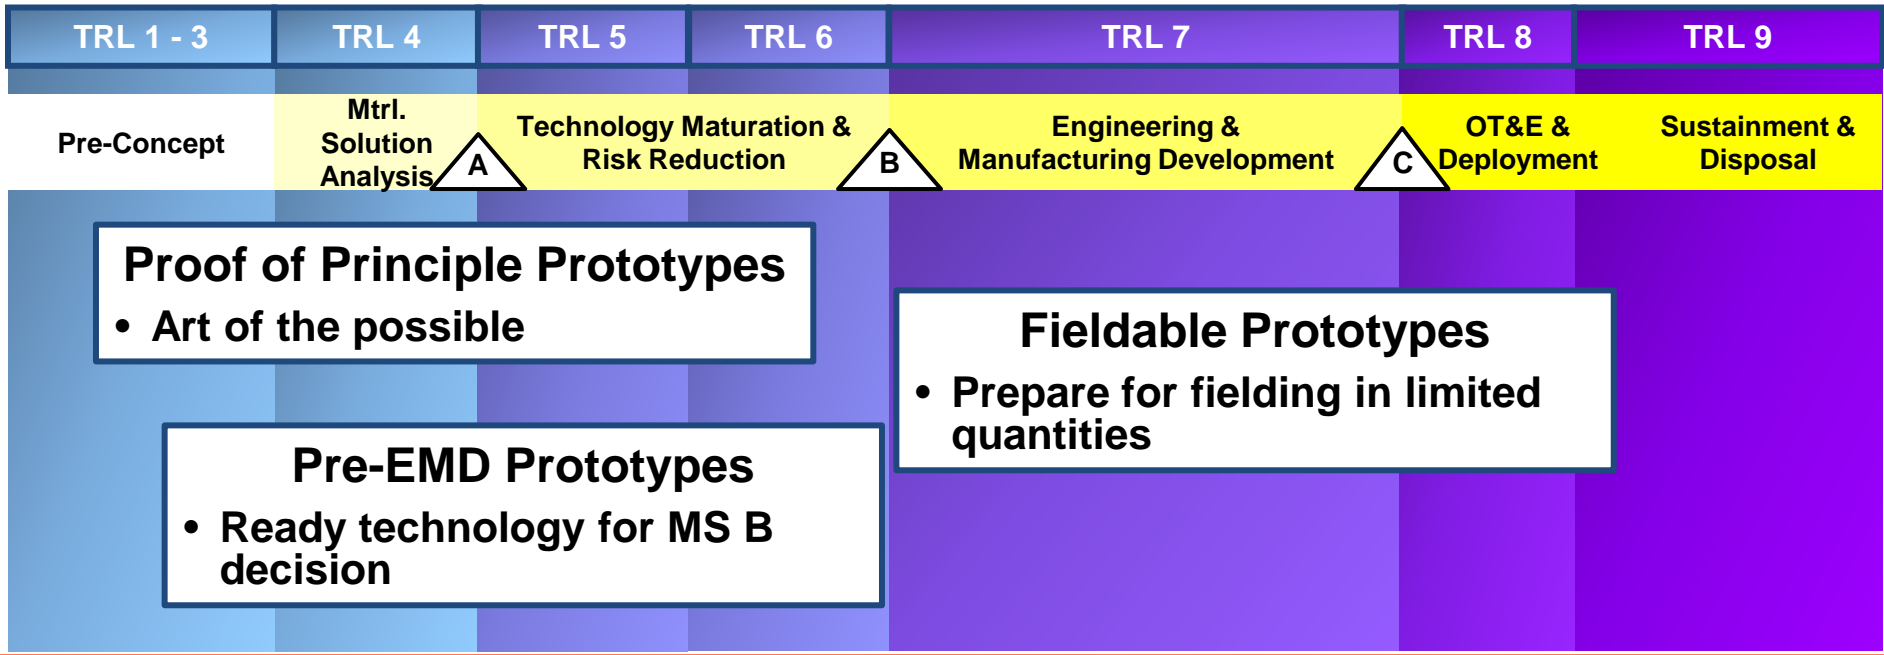 TRL 1 - 3
TRL 4
TRL 5
TRL 6
TRL 7
TRL 8
TRL 9
Pre-Concept
Mtrl.
Solution
Analysis
A
Technology Maturation &
Risk Reduction
B
Engineering &
Manufacturing Development
C
OT&E &
Deployment
Sustainment &
Disposal
Proof of Principle Prototypes
• Art of the possible
Fieldable Prototypes
• Prepare for fielding in limited
quantities
Pre-EMD Prototypes
• Ready technology for MS B
decision